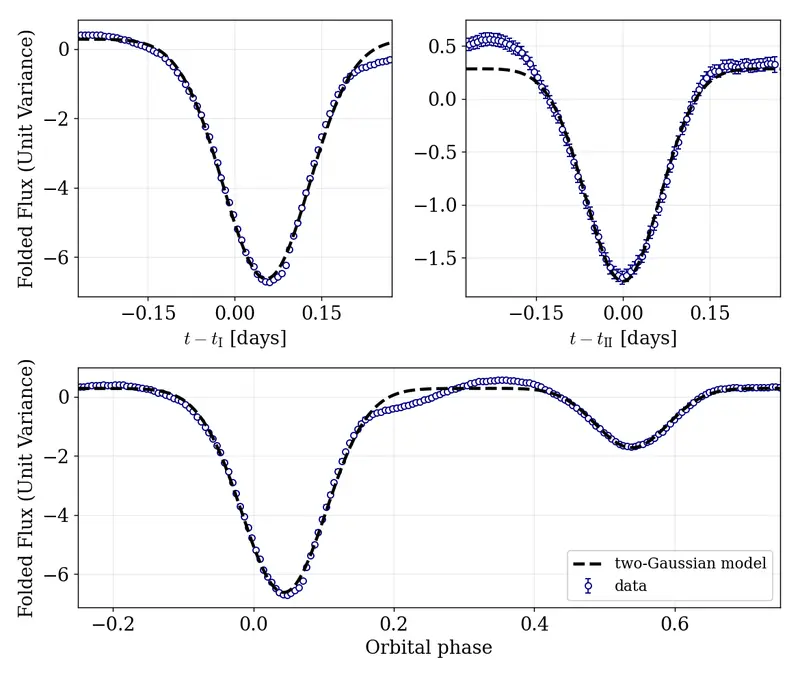 Folded Flux (Unit Variance)
0
−2
−4
−6
−0.15 0.00 0.15
t − t_I [days]
0.5
0.0
−0.5
−1.0
−1.5
−0.15 0.00 0.15
t − t_II [days]
Folded Flux (Unit Variance)
0
−2
−4
−6
two-Gaussian model
data
−0.2 0.0 0.2 0.4 0.6
Orbital phase